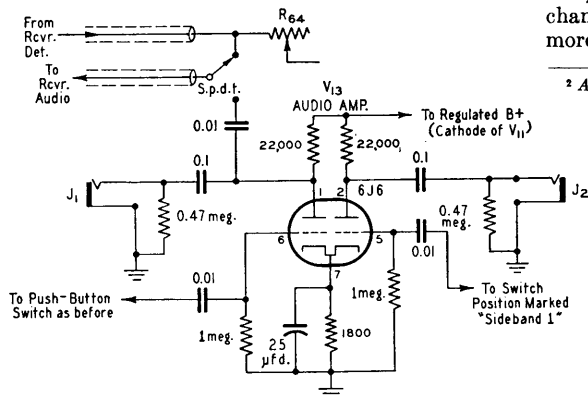 From
Rcvr.
Det.
R64
To
Rcvr.
Audio
S.p.d.t.
chan
more
² A
V13
AUDIO AMP.
To Regulated B+
(Cathode of V11)
0.01
22,000
22,000
0.1
0.1
1
2
6J6
J1
J2
0.47
meg.
0.47
meg.
6
5
0.01
0.01
7
To Push-Button
Switch as before
1meg.
1meg.
To Switch
Position Marked
"Sideband 1"
25
µfd.
1800